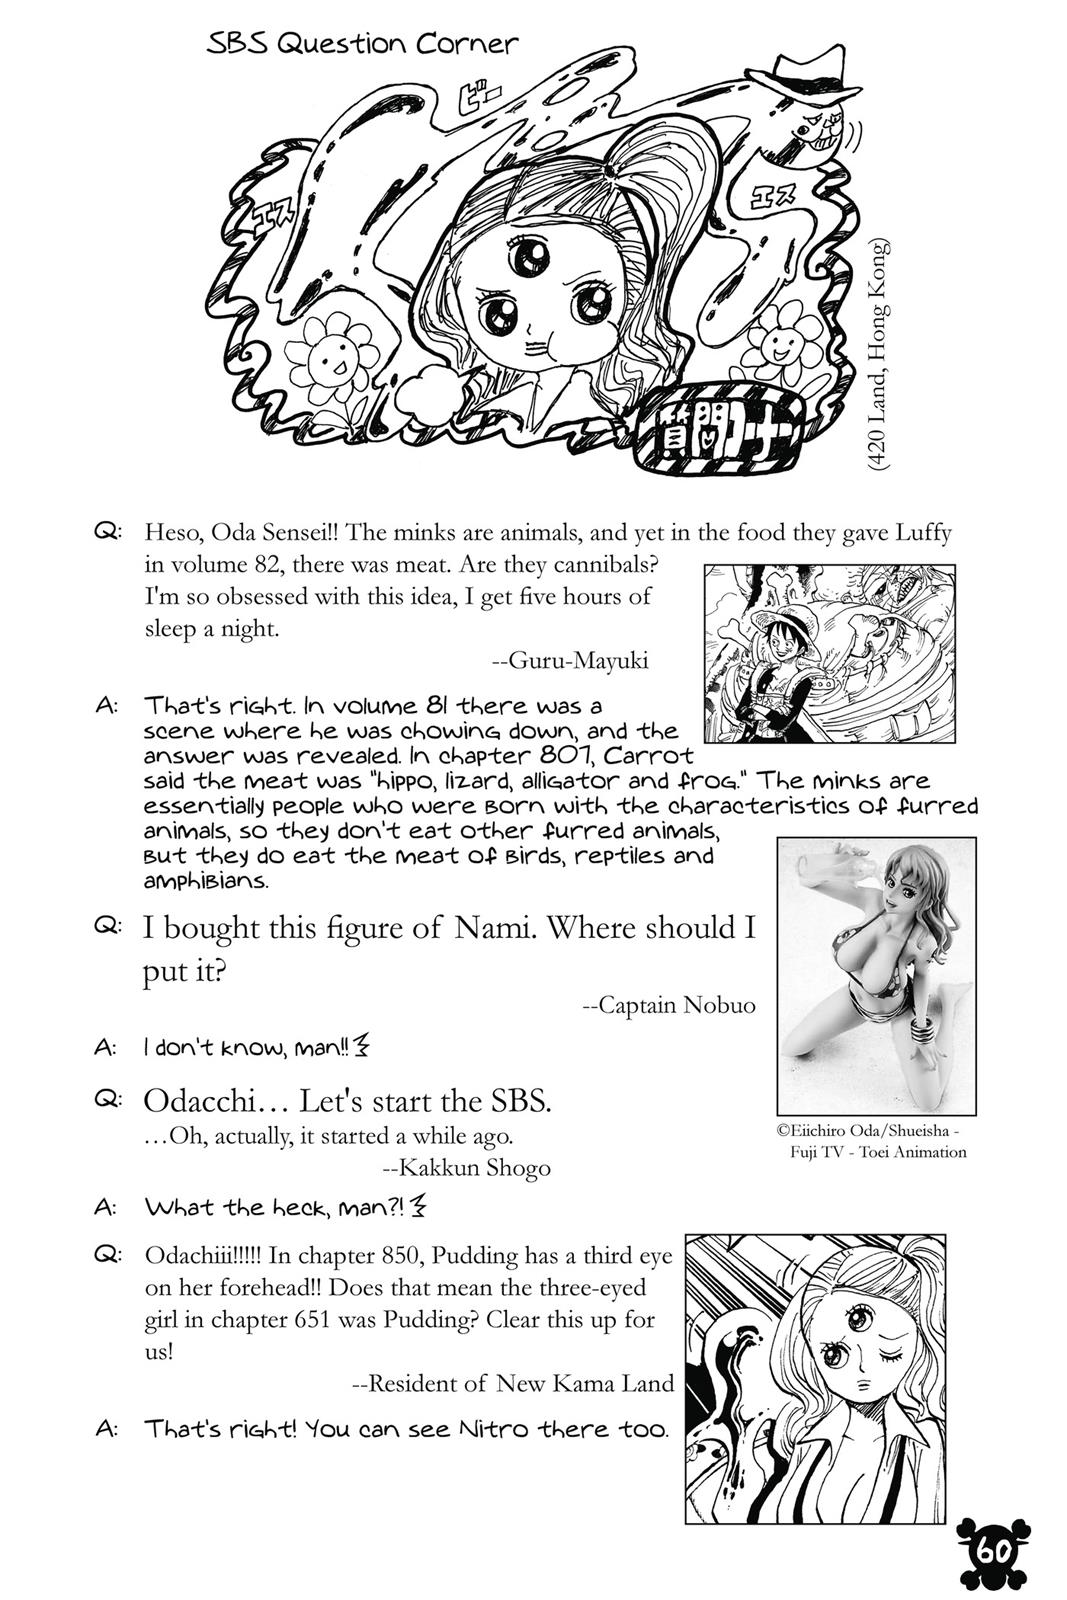 SBS Question Corner
ビー
エス
エス
質問コーナー
(420 Land, Hong Kong)
Q: Heso, Oda Sensei!! The minks are animals, and yet in the food they gave Luffy
in volume 82, there was meat. Are they cannibals?
I'm so obsessed with this idea, I get five hours of
sleep a night.
--Guru-Mayuki
A: That's right. In volume 81 there was a
scene where he was chowing down, and the
answer was revealed. In chapter 807, Carrot
said the meat was "hippo, lizard, alligator and frog." The minks are
essentially people who were born with the characteristics of furred
animals, so they don't eat other furred animals,
but they do eat the meat of birds, reptiles and
amphibians.
Q: I bought this figure of Nami. Where should I
put it?
--Captain Nobuo
A: I don't know, man!!
Q: Odacchi... Let's start the SBS.
...Oh, actually, it started a while ago.
--Kakkun Shogo
©Eiichiro Oda/Shueisha -
Fuji TV - Toei Animation
A: What the heck, man?!
Q: Odachiii!!!!! In chapter 850, Pudding has a third eye
on her forehead!! Does that mean the three-eyed
girl in chapter 651 was Pudding? Clear this up for
us!
--Resident of New Kama Land
A: That's right! You can see Nitro there too.
60